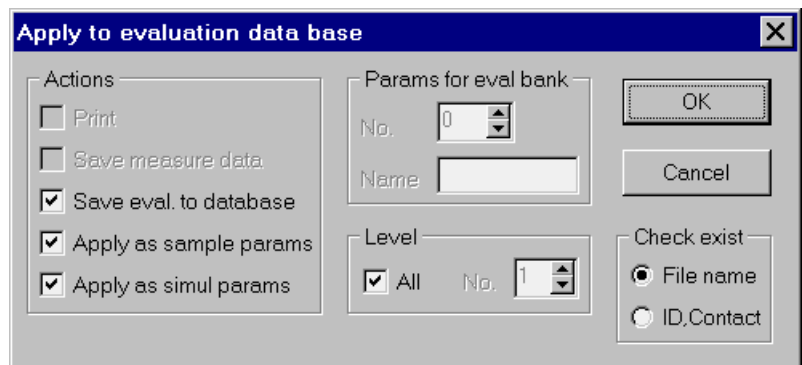 Apply to evaluation data base
Actions
Print
Save measure data
Save eval. to database
Apply as sample params
Apply as simul params
Params for eval bank
No. 0
Name
Level
All No. 1
OK
Cancel
Check exist
File name
ID,Contact